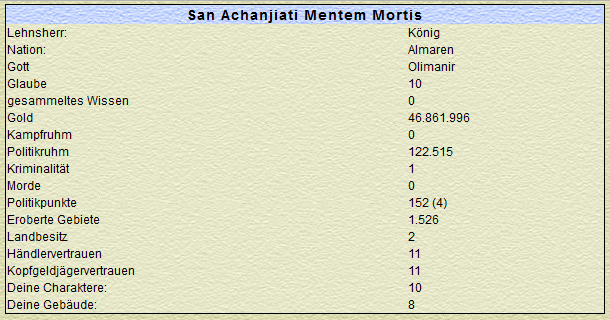 San Achanjiati Mentem Mortis
Lehnsherr: König
Nation: Almaren
Gott Olimanir
Glaube 10
gesammeltes Wissen 0
Gold 46.861.996
Kampfruhm 0
Politikruhm 122.515
Kriminalität 1
Morde 0
Politikpunkte 152 (4)
Eroberte Gebiete 1.526
Landbesitz 2
Händlervertrauen 11
Kopfgeldjägervertrauen 11
Deine Charaktere: 10
Deine Gebäude: 8